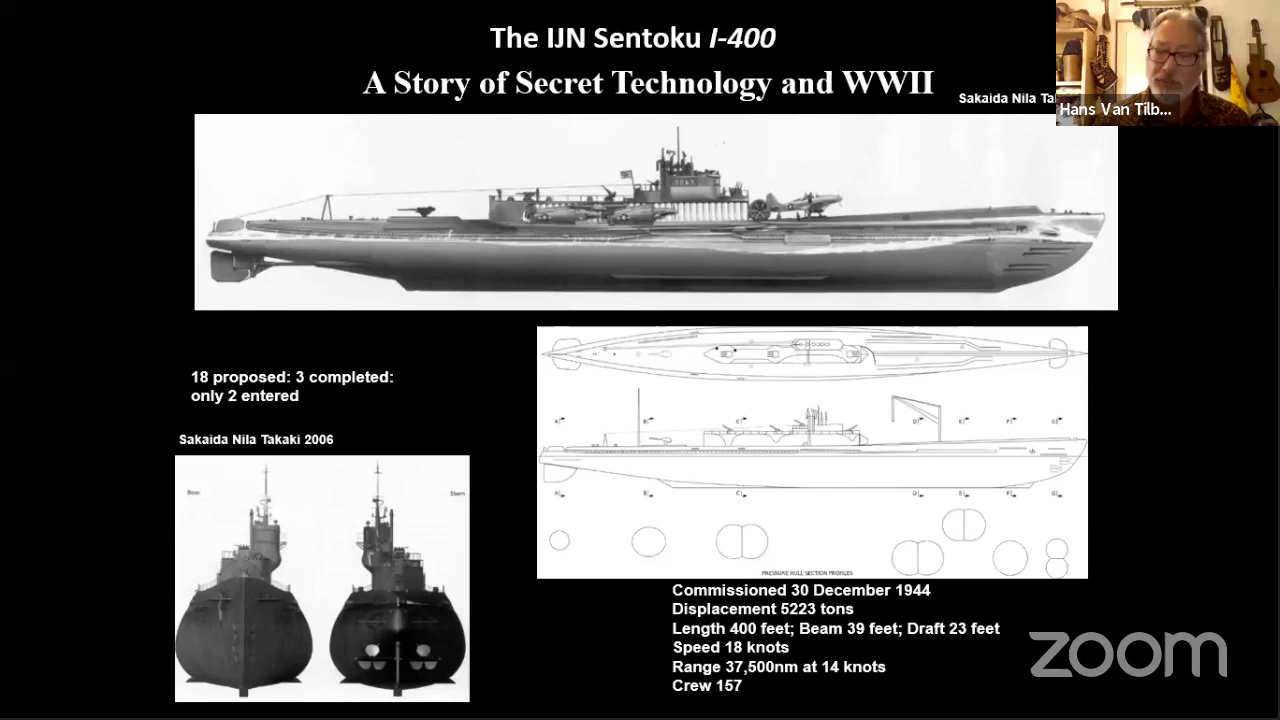 The IJN Sentoku I-400
A Story of Secret Technology and WWII
Sakaida Nila
Hans Van Tilb...
18 proposed: 3 completed:
only 2 entered
Sakaida Nila Takaki 2006
Bow
Stern
A B C D E F G
A B C D E F G
PRESSURE HULL SECTION PROFILES
Commissioned 30 December 1944
Displacement 5223 tons
Length 400 feet; Beam 39 feet; Draft 23 feet
Speed 18 knots
Range 37,500nm at 14 knots
Crew 157
zoom